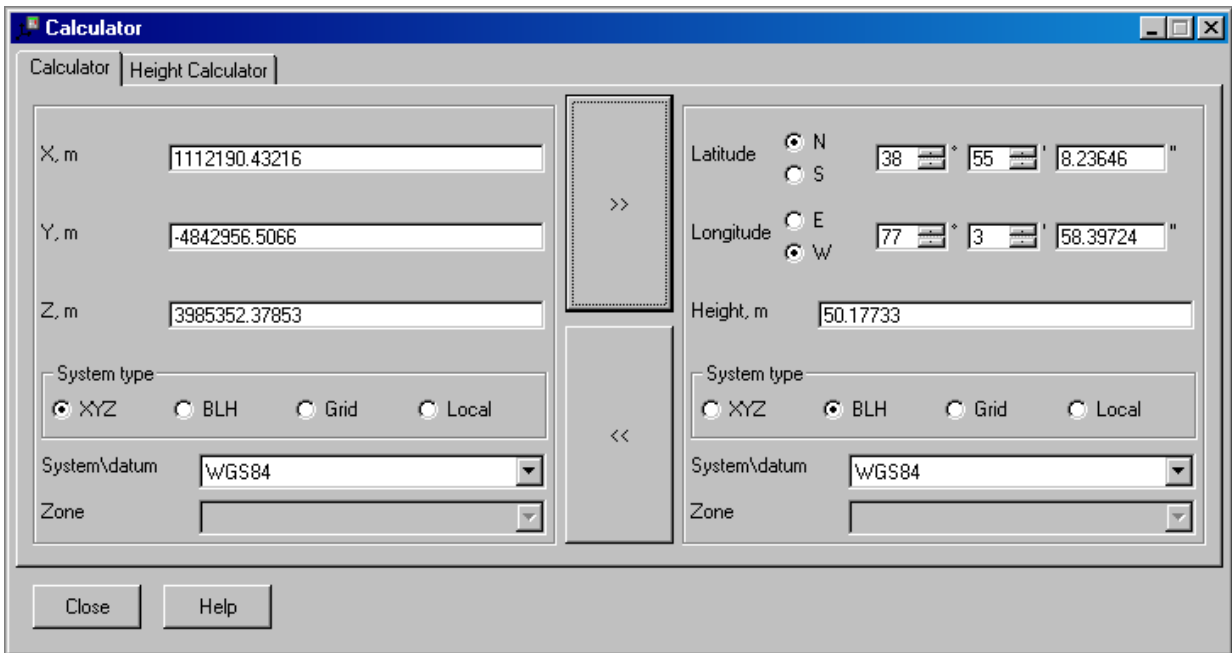 Calculator
Calculator Height Calculator
X, m 1112190.43216
Y, m -4842956.5066
Z, m 3985352.37853
System type
XYZ BLH Grid Local
System\datum WGS84
Zone
>>
<<
Latitude N S 38 ° 55 ' 8.23646 "
Longitude E W 77 ° 3 ' 58.39724 "
Height, m 50.17733
System type
XYZ BLH Grid Local
System\datum WGS84
Zone
Close Help